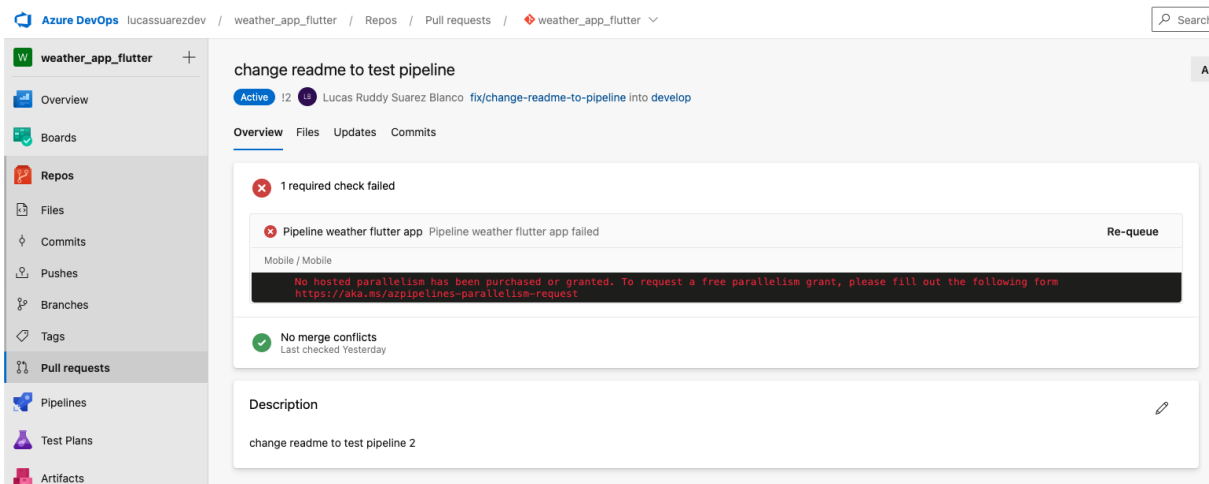 Azure DevOps lucassuarezdev / weather_app_flutter / Repos / Pull requests / weather_app_flutter
Search
W weather_app_flutter
change readme to test pipeline
A
Overview
Active !2 Lucas Ruddy Suarez Blanco fix/change-readme-to-pipeline into develop
Boards
Overview Files Updates Commits
Repos
1 required check failed
Files
Pipeline weather flutter app Pipeline weather flutter app failed Re-queue
Commits
Mobile / Mobile
Pushes
No hosted parallelism has been purchased or granted. To request a free parallelism grant, please fill out the following form
https://aka.ms/azpipelines-parallelism-request
Branches
Tags
No merge conflicts
Last checked Yesterday
Pull requests
Pipelines
Description
Test Plans
change readme to test pipeline 2
Artifacts